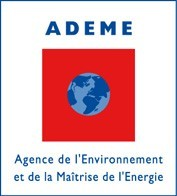 ADEME
Agence de l'Environnement
et de la Maîtrise de l'Energie